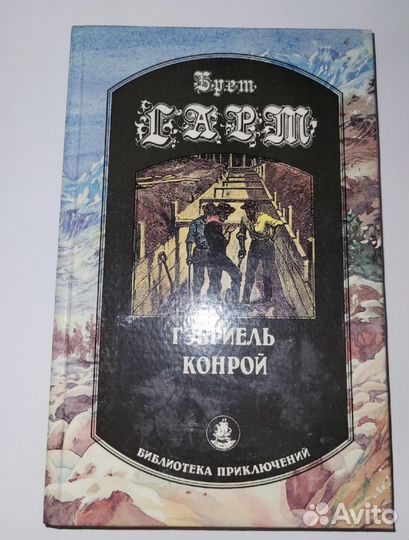 Брет
ГАРТ
ГЭБРИЕЛЬ
КОНРОЙ
БИБЛИОТЕКА ПРИКЛЮЧЕНИЙ
Avito